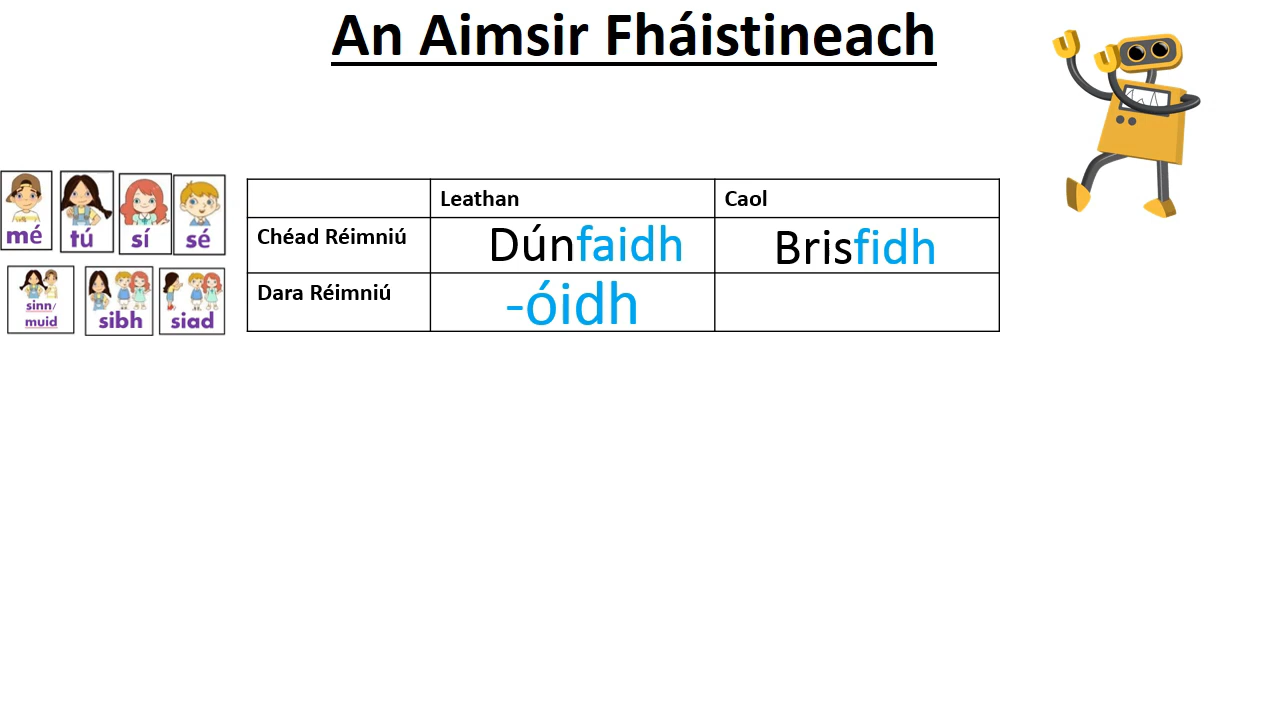 An Aimsir Fháistineach
mé tú sí sé
sinn/
muid
sibh siad
Leathan Caol
Chéad Réimniú Dúnfaidh Brisfidh
Dara Réimniú -óidh